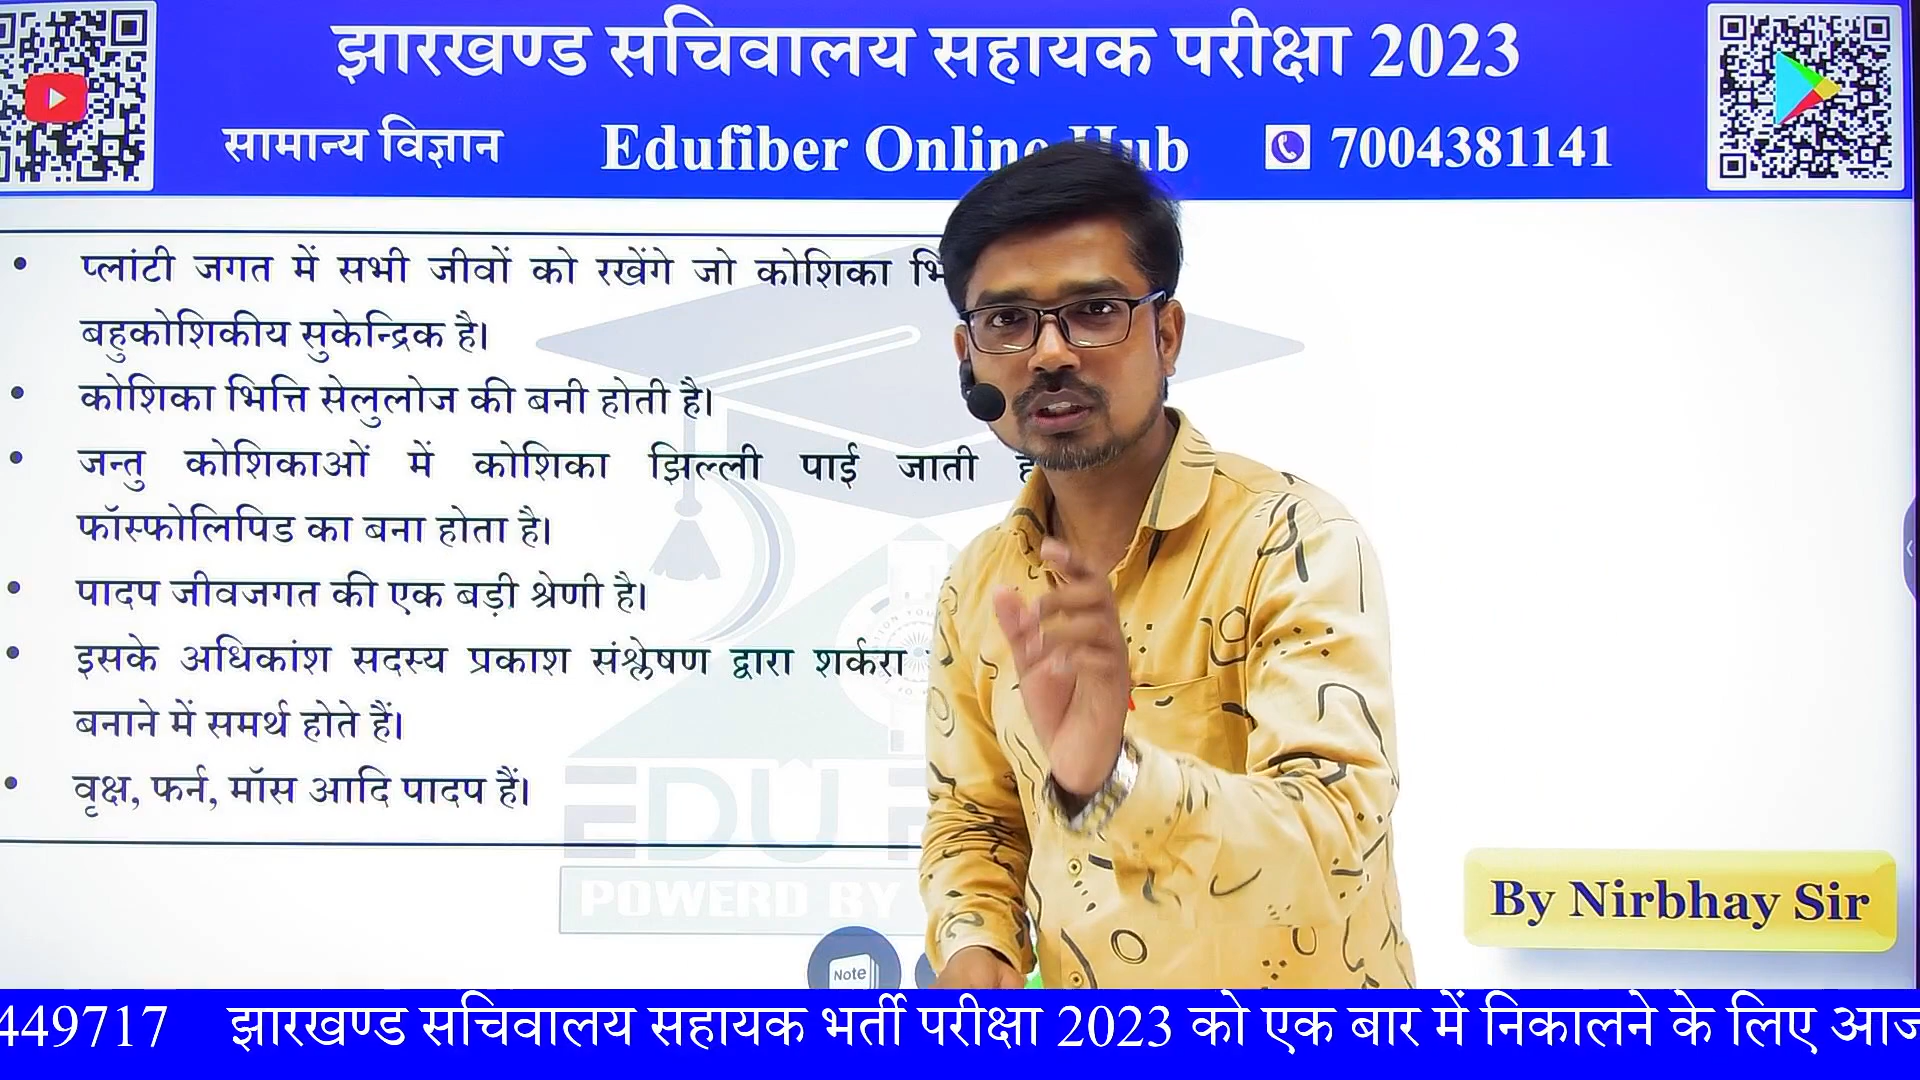 झारखण्ड सचिवालय सहायक परीक्षा 2023
सामान्य विज्ञान Edufiber Online Hub 7004381141
• प्लांटी जगत में सभी जीवों को रखेंगे जो कोशिका
बहुकोशिकीय सुकेन्द्रिक है।
• कोशिका भित्ति सेलुलोज की बनी होती है।
• जन्तु कोशिकाओं में कोशिका झिल्ली पाई जाती
फॉस्फोलिपिड का बना होता है।
• पादप जीवजगत की एक बड़ी श्रेणी है।
• इसके अधिकांश सदस्य प्रकाश संश्लेषण द्वारा शर्करा
बनाने में समर्थ होते हैं।
• वृक्ष, फर्न, मॉस आदि पादप हैं।
EDU
POWERD BY
By Nirbhay Sir
Note
449717 झारखण्ड सचिवालय सहायक भर्ती परीक्षा 2023 को एक बार में निकालने के लिए आज